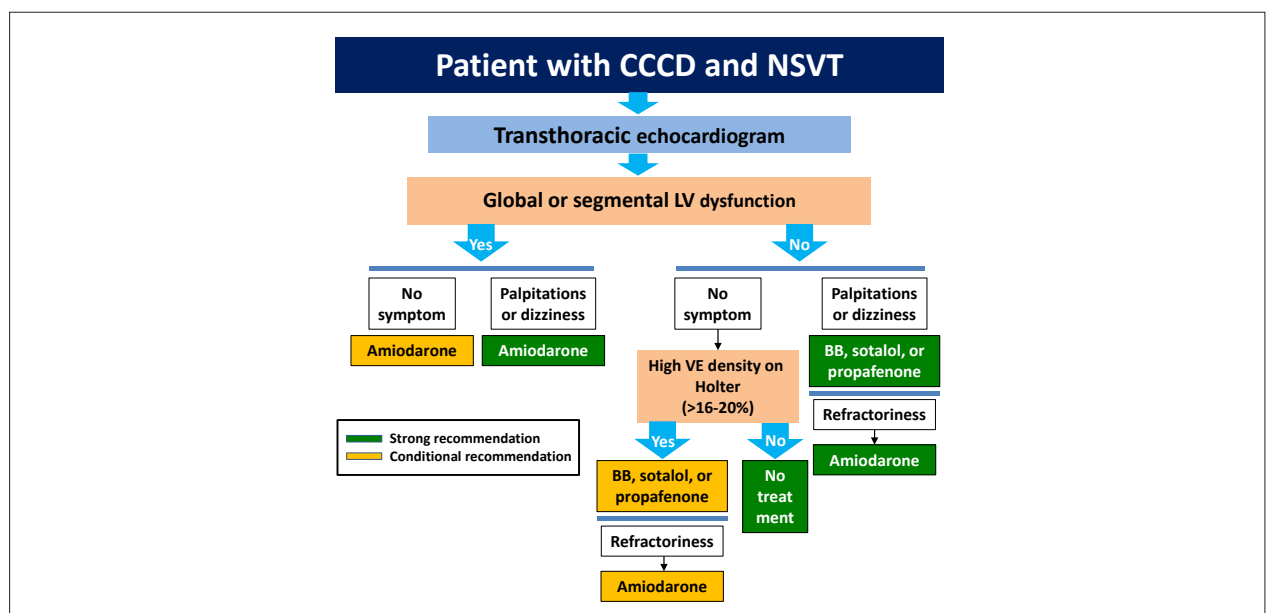 Patient with CCCD and NSVT
Transthoracic echocardiogram
Global or segmental LV dysfunction
Yes
No
No
symptom
Palpitations
or dizziness
No
symptom
Palpitations
or dizziness
Amiodarone
Amiodarone
BB, sotalol, or
propafenone
High VE density on
Holter
(>16-20%)
Refractoriness
Amiodarone
Strong recommendation
Conditional recommendation
Yes
No
BB, sotalol, or
propafenone
No
treat
ment
Refractoriness
Amiodarone